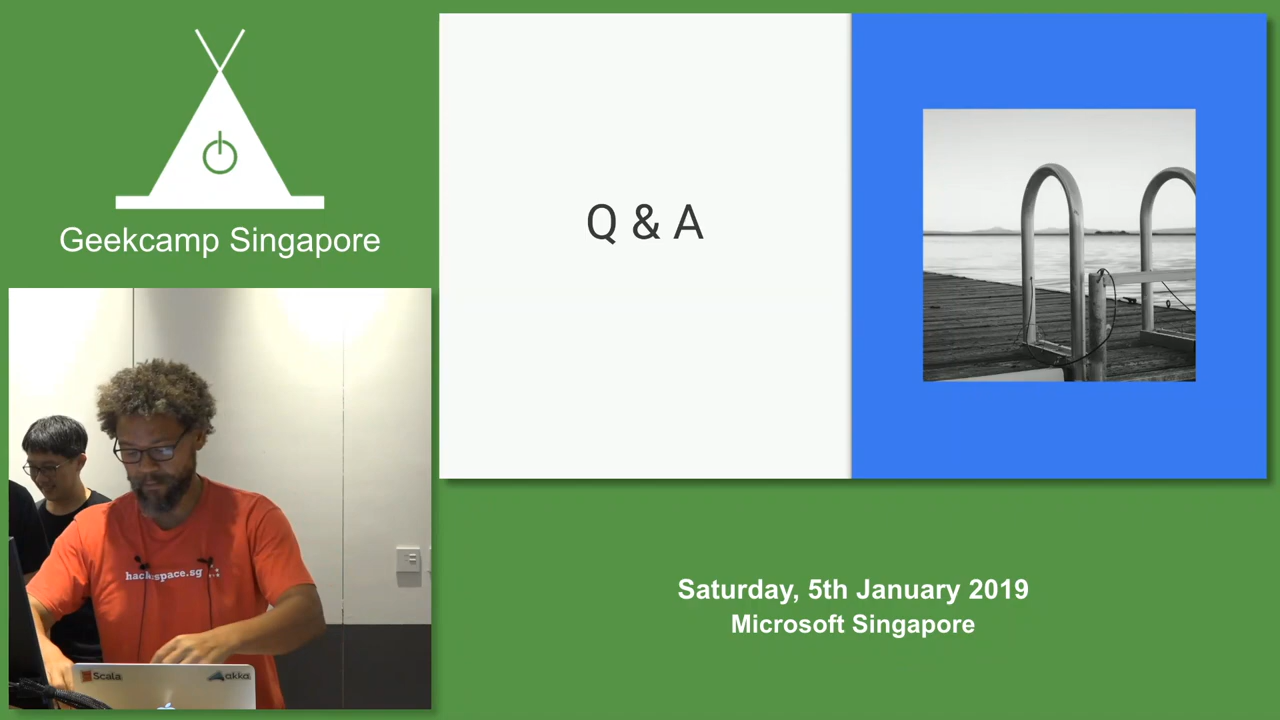 Geekcamp Singapore
Q & A
hackerspace.sg
Scala
akka
Saturday, 5th January 2019
Microsoft Singapore